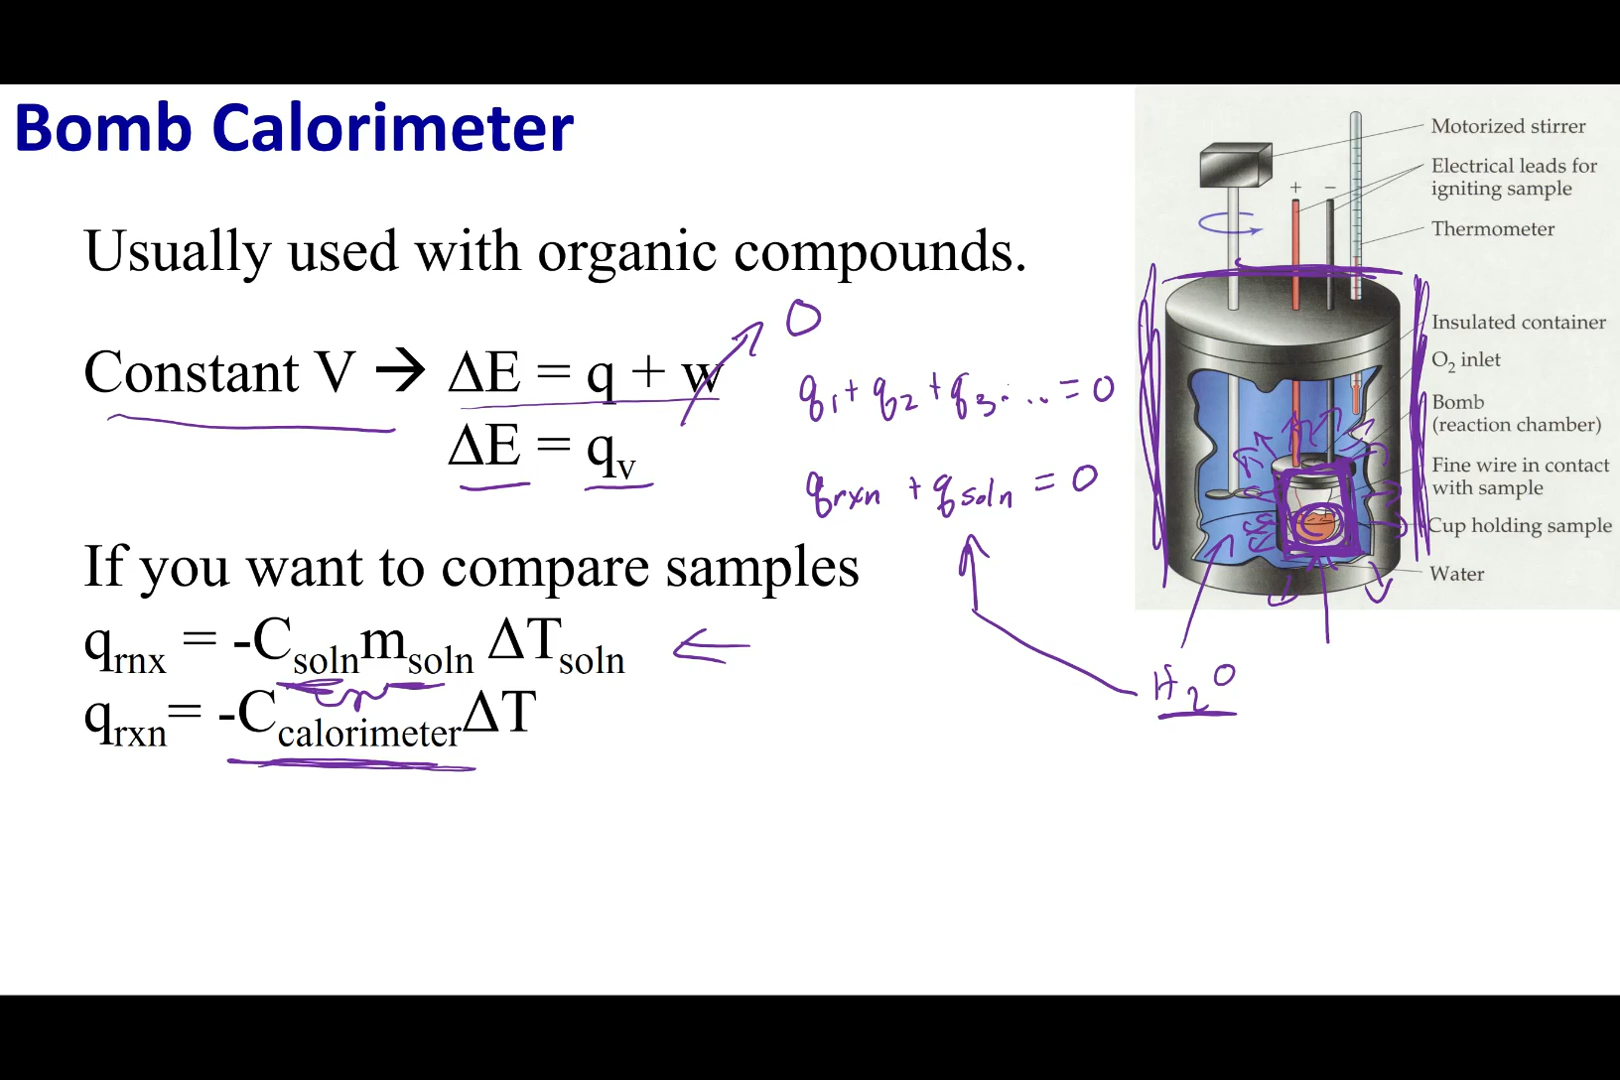 Bomb Calorimeter
Usually used with organic compounds.
Constant V → ΔE = q + w
0
ΔE = qᵥ
q₁ + q₂ + q₃ ..... = 0
qrxn + qsoln = 0
If you want to compare samples
qrnx = -Csolnmsoln ΔTsoln
qrxn= -CcalorimeterΔT
H₂O
Motorized stirrer
Electrical leads for
igniting sample
+ −
Thermometer
Insulated container
O₂ inlet
Bomb
(reaction chamber)
Fine wire in contact
with sample
Cup holding sample
Water